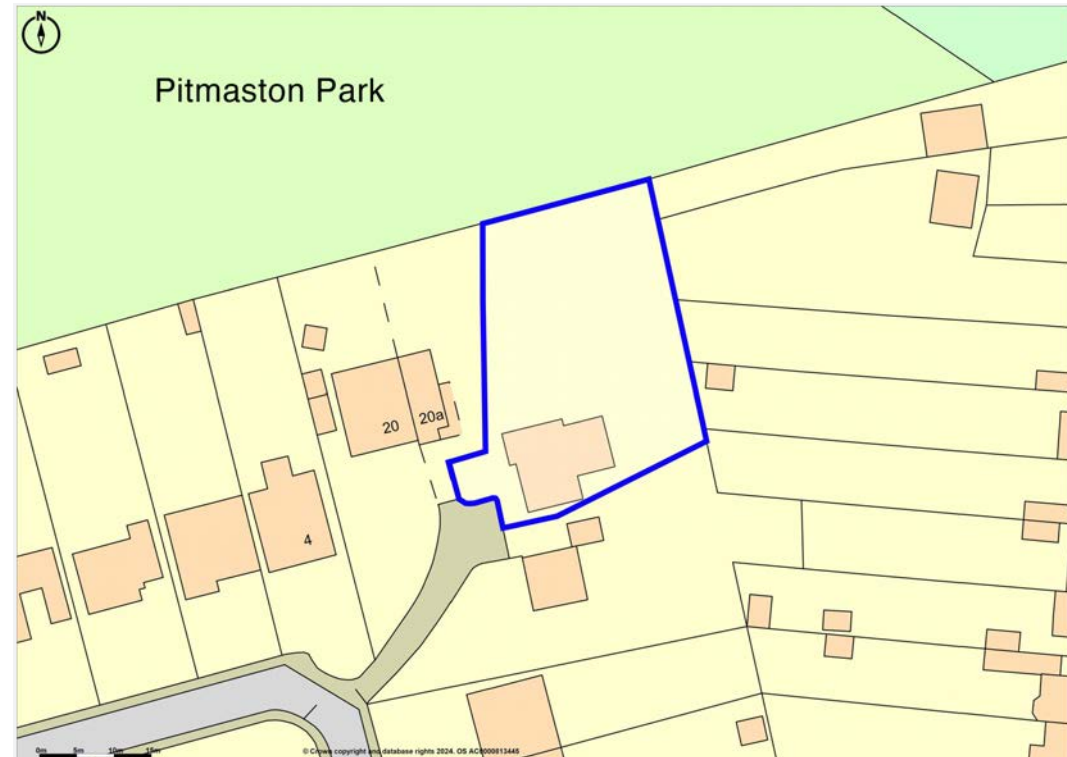 N
Pitmaston Park
20
20a
4
0m 5m 10m 15m
© Crown copyright and database rights 2024. OS AC0000813445